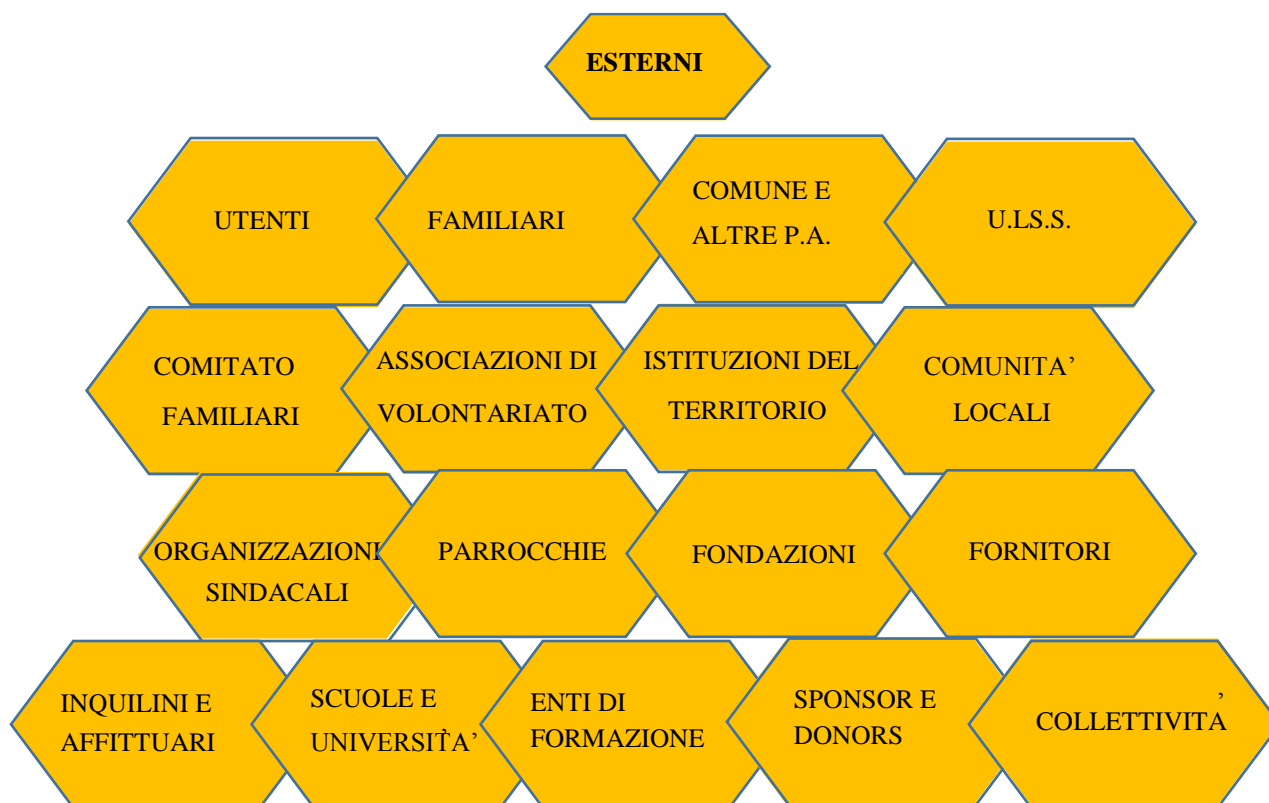 ESTERNI
UTENTI
FAMILIARI
COMUNE E
ALTRE P.A.
U.LS.S.
COMITATO
FAMILIARI
ASSOCIAZIONI DI
VOLONTARIATO
ISTITUZIONI DEL
TERRITORIO
COMUNITA’
LOCALI
ORGANIZZAZIONI
SINDACALI
PARROCCHIE
FONDAZIONI
FORNITORI
INQUILINI E
AFFITTUARI
SCUOLE E
UNIVERSITÀ’
ENTI DI
FORMAZIONE
SPONSOR E
DONORS
COLLETTIVITA’